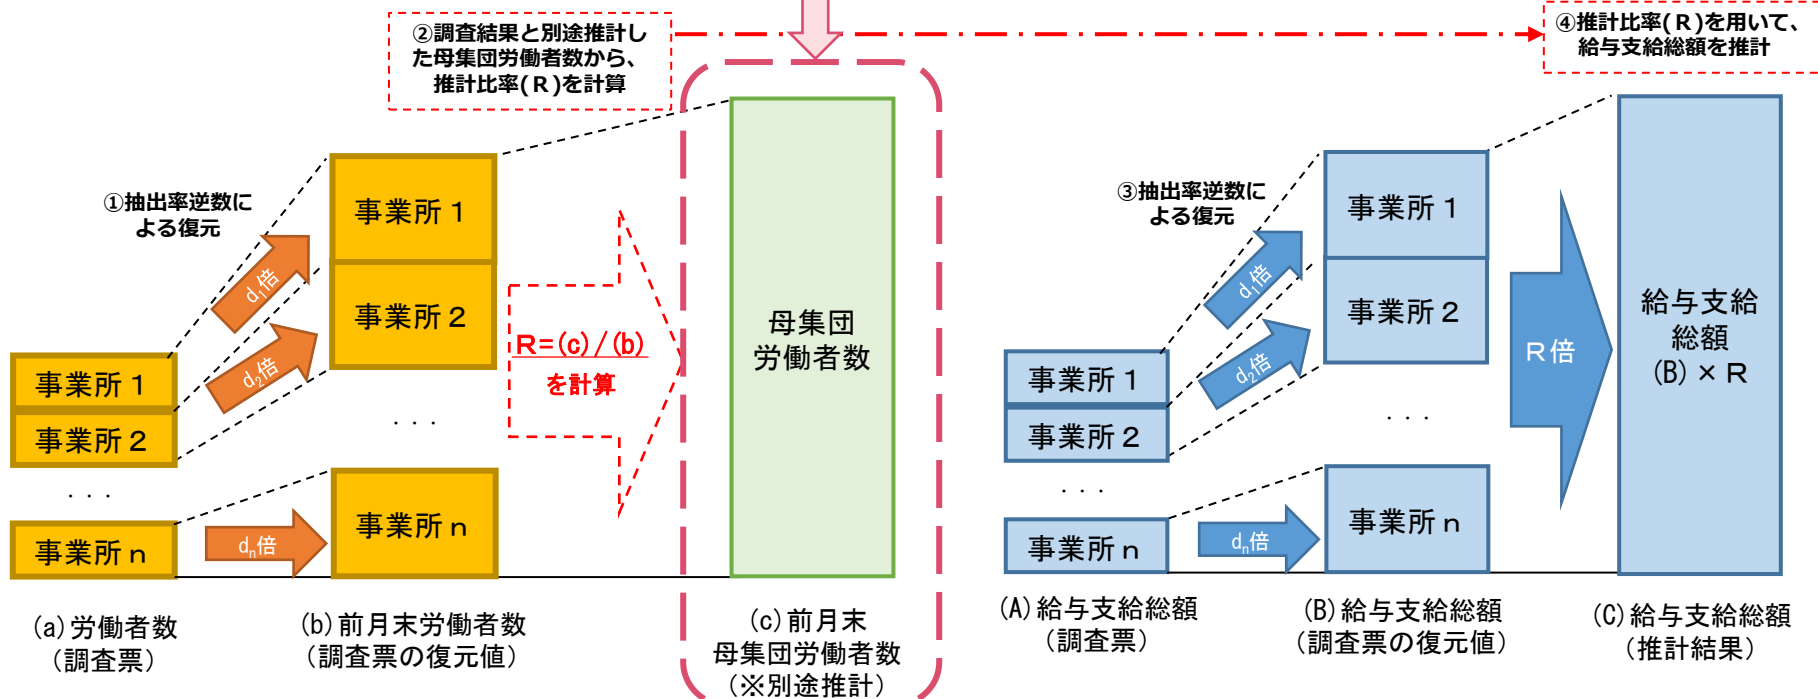 ②調査結果と別途推計し
た母集団労働者数から、
推計比率(R)を計算
④推計比率(R)を用いて、
給与支給総額を推計
①抽出率逆数に
よる復元
d₁倍
d₂倍
dₙ倍
事業所1
事業所2
・・・
事業所n
事業所1
事業所2
・・・
事業所n
R=(c)/(b)
を計算
母集団
労働者数
(a)労働者数
(調査票)
(b)前月末労働者数
(調査票の復元値)
(c)前月末
母集団労働者数
(※別途推計)
③抽出率逆数に
よる復元
d₁倍
d₂倍
dₙ倍
事業所1
事業所2
・・・
事業所n
事業所1
事業所2
・・・
事業所n
R倍
給与支給
総額
(B)×R
(A)給与支給総額
(調査票)
(B)給与支給総額
(調査票の復元値)
(C)給与支給総額
(推計結果)